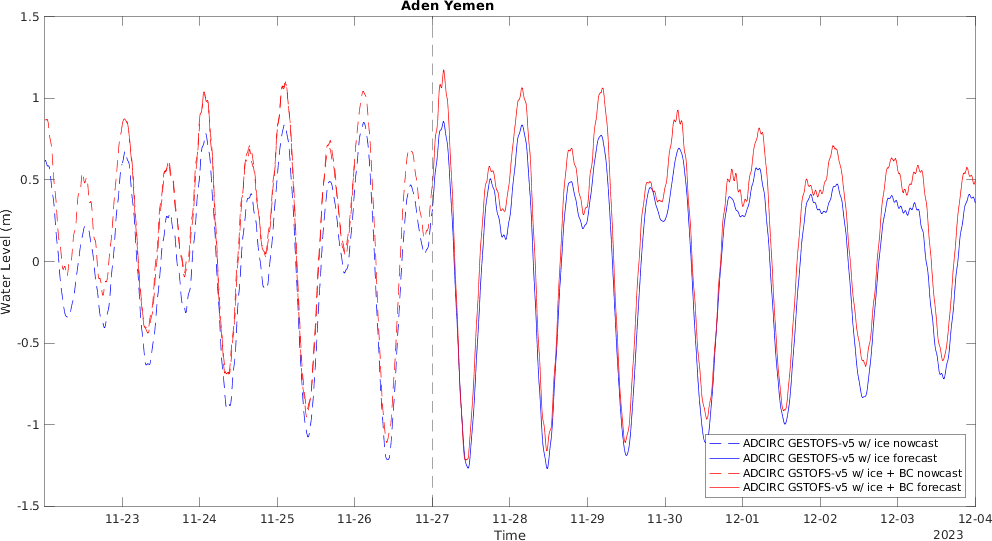 Aden Yemen
1.5
1
0.5
0
-0.5
-1
-1.5
Water Level (m)
11-23
11-24
11-25
11-26
11-27
11-28
11-29
11-30
12-01
12-02
12-03
12-04
Time
2023
ADCIRC GESTOFS-v5 w/ ice nowcast
ADCIRC GESTOFS-v5 w/ ice forecast
ADCIRC GSTOFS-v5 w/ ice + BC nowcast
ADCIRC GSTOFS-v5 w/ ice + BC forecast